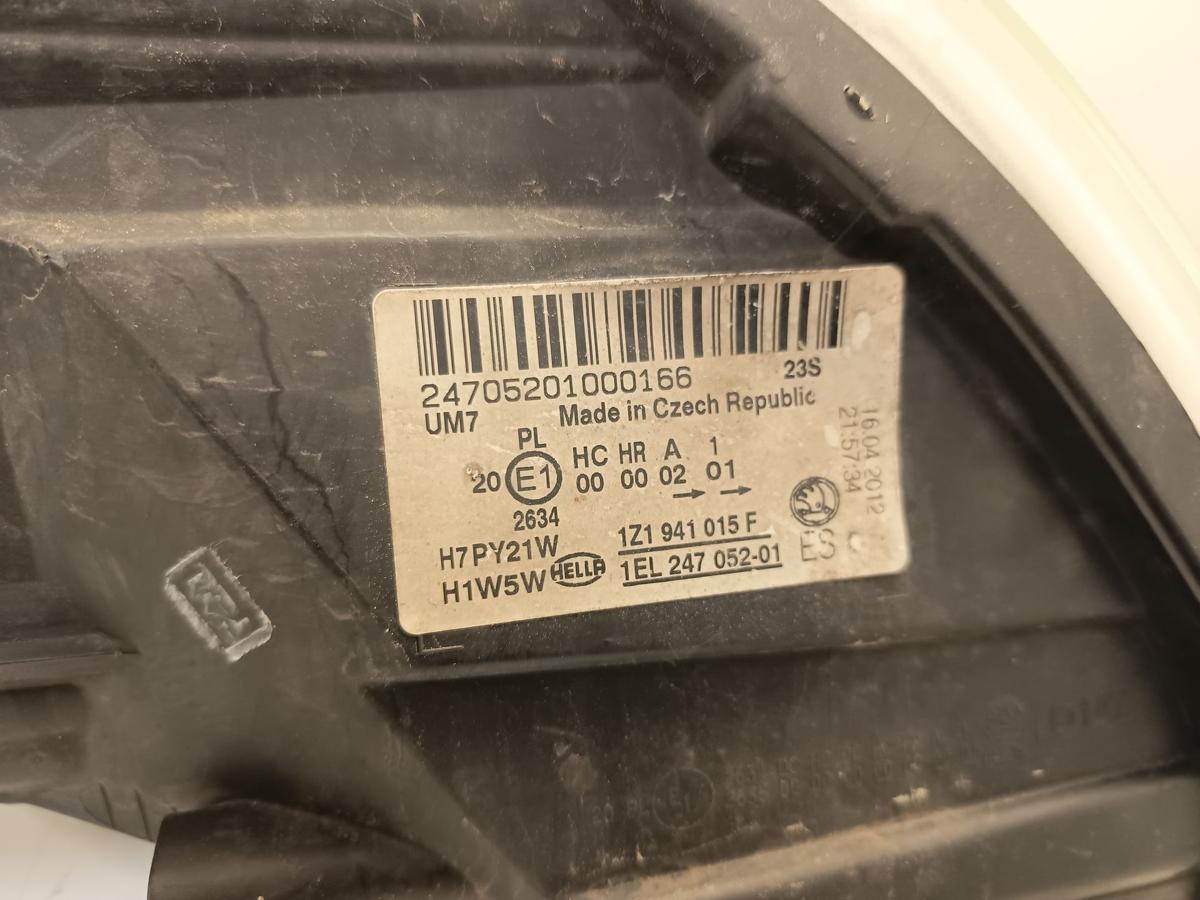 24705201000166 23S
UM7 Made in Czech Republic
PL HC HR A 1
20 E1 00 00 02 01
2634
H7PY21W 1Z1 941 015 F
H1W5W HELLA 1EL 247 052-01
ES
16.04.2012
21:57:34